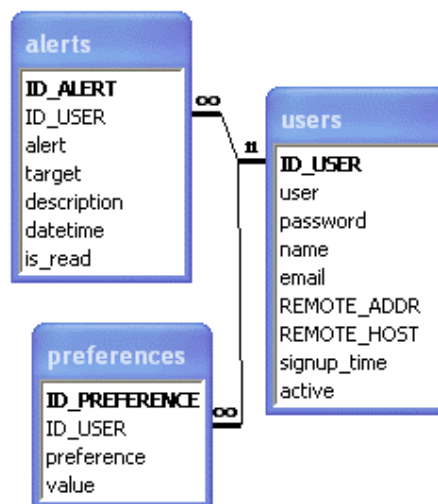 alerts
ID_ALERT
ID_USER
alert
target
description
datetime
is_read
∞
users
11
ID_USER
user
password
name
email
REMOTE_ADDR
REMOTE_HOST
signup_time
active
preferences
ID_PREFERENCE
∞
ID_USER
preference
value